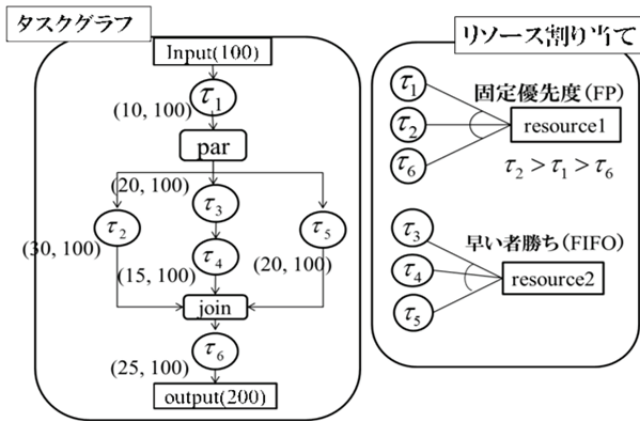 タスクグラフ
Input(100)
τ1
(10, 100)
par
(20, 100)
τ3
τ2
τ5
(30, 100)
τ4
(15, 100)
(20, 100)
join
τ6
(25, 100)
output(200)
リソース割り当て
τ1
固定優先度(FP)
τ2
resource1
τ6
τ2 > τ1 > τ6
τ3
早い者勝ち(FIFO)
τ4
resource2
τ5